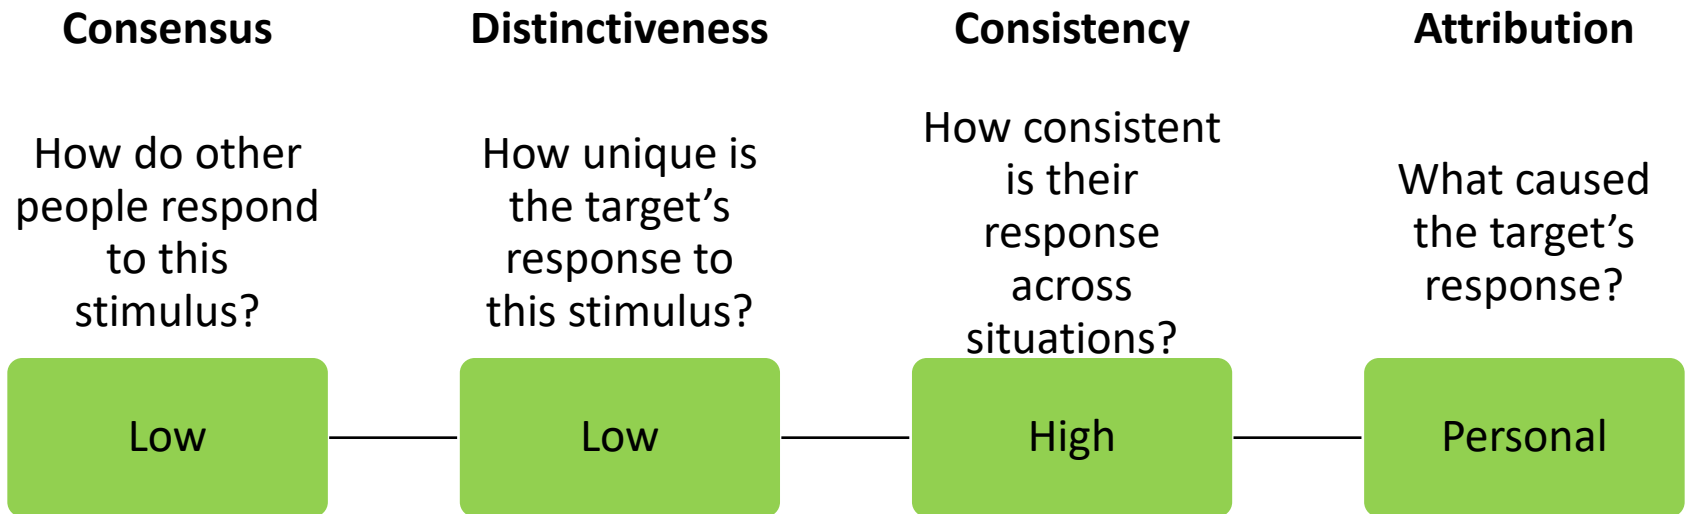 Consensus
Distinctiveness
Consistency
Attribution
How do other
people respond
to this
stimulus?
How unique is
the target’s
response to
this stimulus?
How consistent
is their
response
across
situations?
What caused
the target’s
response?
Low
Low
High
Personal